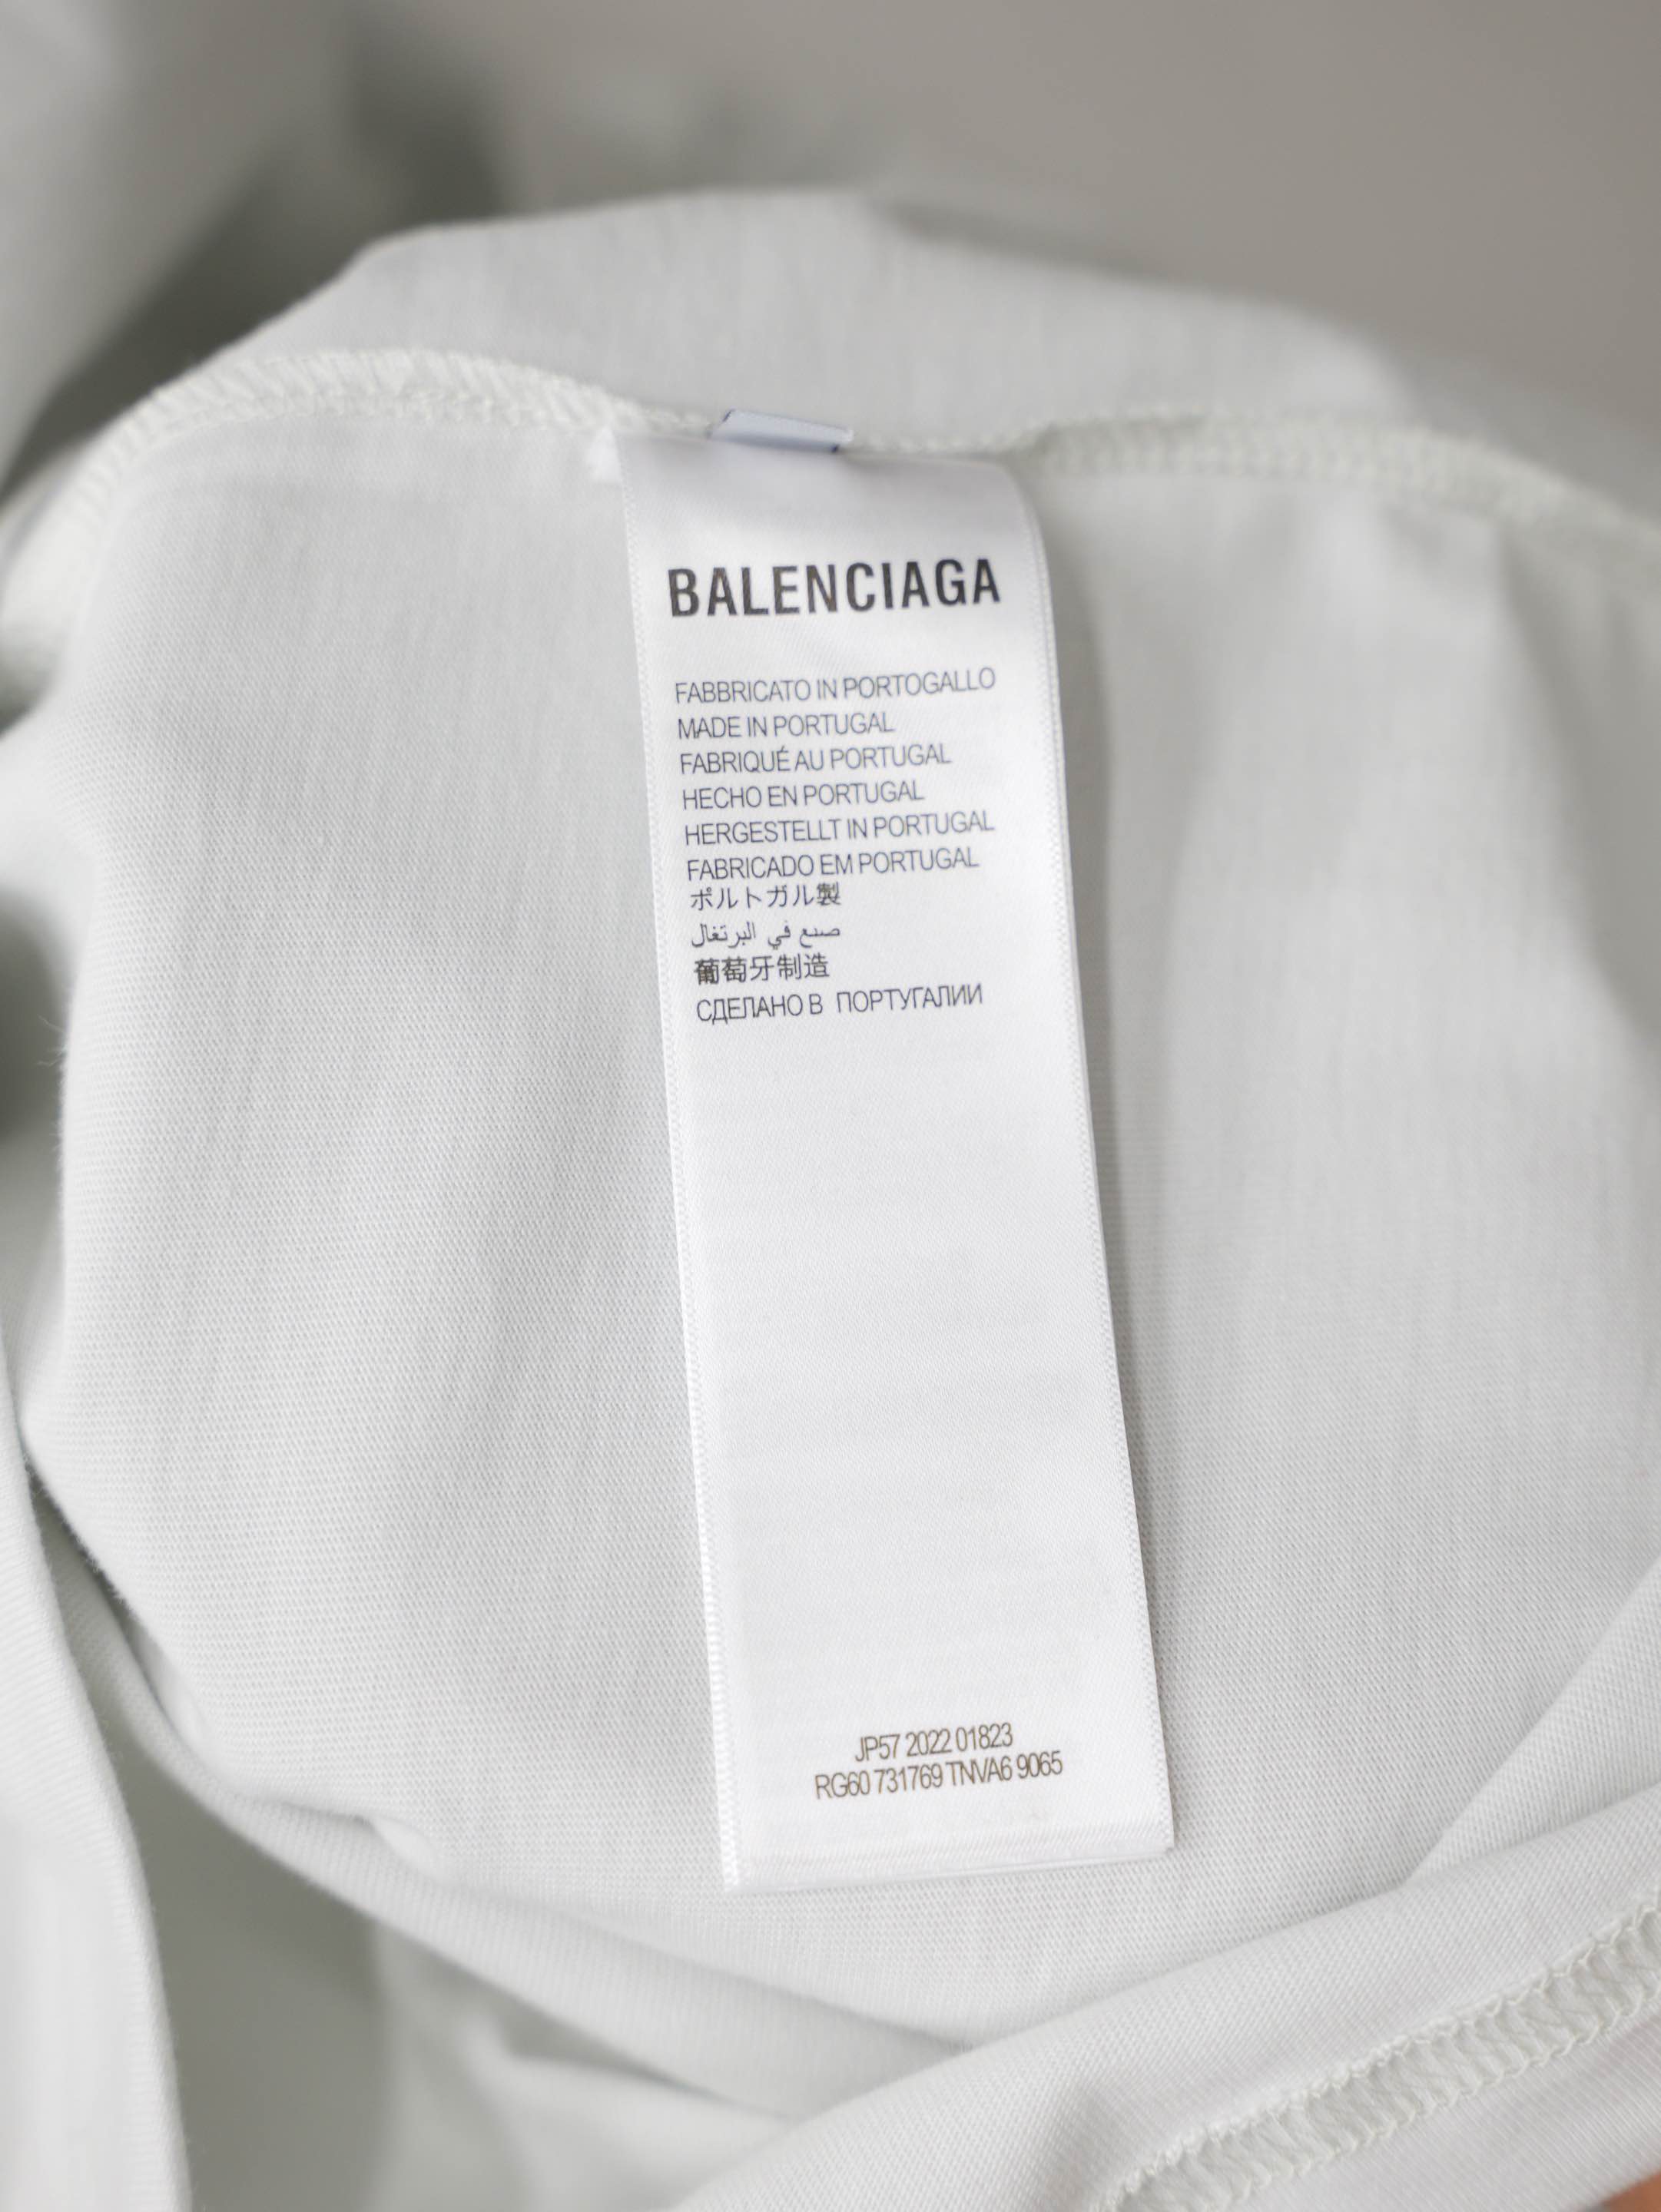 BALENCIAGA
FABBRICATO IN PORTOGALLO
MADE IN PORTUGAL
FABRIQUÉ AU PORTUGAL
HECHO EN PORTUGAL
HERGESTELLT IN PORTUGAL
FABRICADO EM PORTUGAL
ポルトガル製
صنع في البرتغال
葡萄牙制造
СДЕЛАНО В ПОРТУГАЛИИ
JP57 2022 01823
RG60 731769 TNVA6 9065